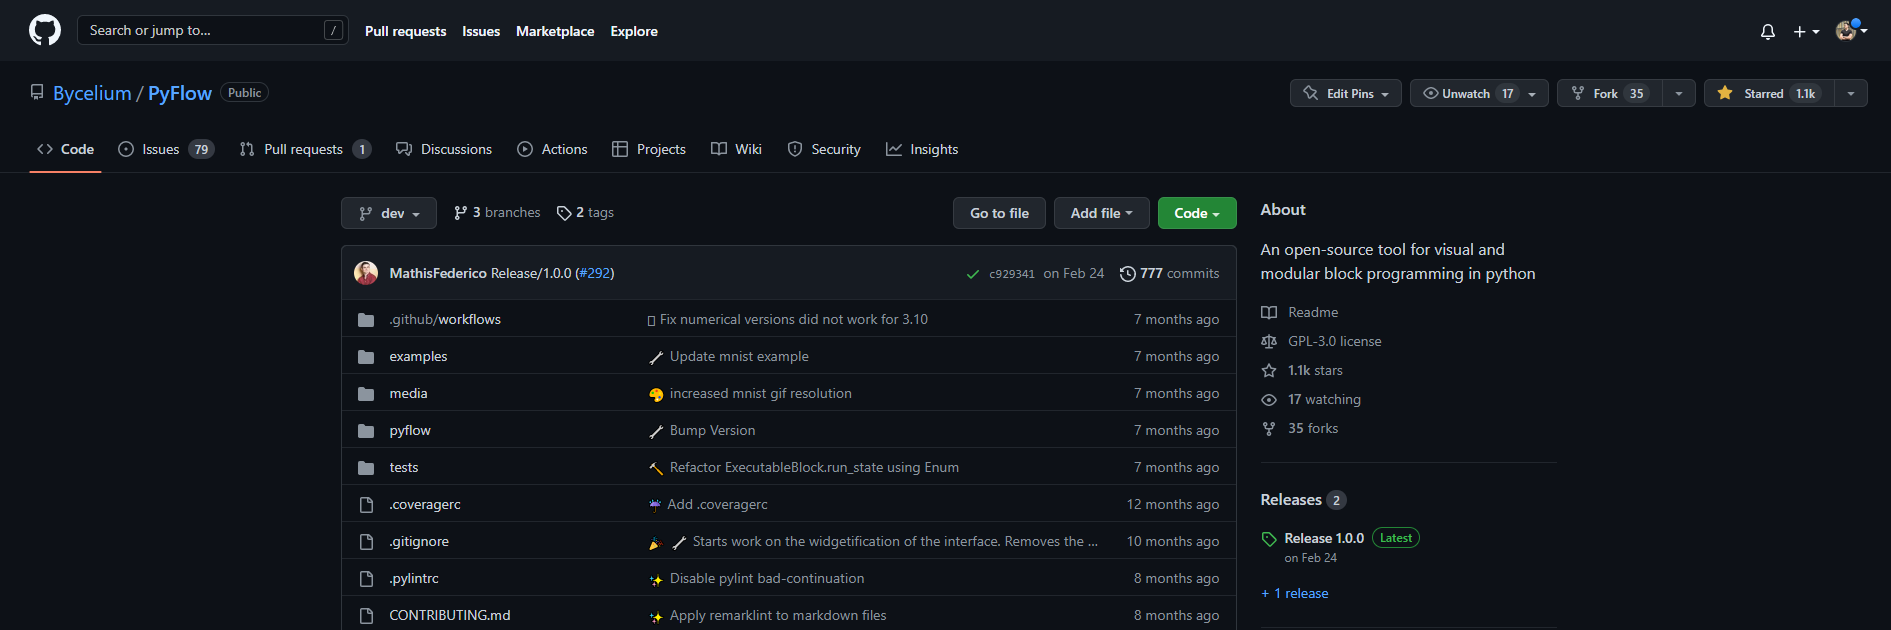 Search or jump to... /
Pull requests Issues Marketplace Explore
Bycelium / PyFlow Public
Edit Pins Unwatch 17 Fork 35 Starred 1.1k
Code Issues 79 Pull requests 1 Discussions Actions Projects Wiki Security Insights
dev 3 branches 2 tags Go to file Add file Code
MathisFederico Release/1.0.0 (#292) c929341 on Feb 24 777 commits
.github/workflows Fix numerical versions did not work for 3.10 7 months ago
examples Update mnist example 7 months ago
media increased mnist gif resolution 7 months ago
pyflow Bump Version 7 months ago
tests Refactor ExecutableBlock.run_state using Enum 7 months ago
.coveragerc Add .coveragerc 12 months ago
.gitignore Starts work on the widgetification of the interface. Removes the ... 10 months ago
.pylintrc Disable pylint bad-continuation 8 months ago
CONTRIBUTING.md Apply remarklint to markdown files 8 months ago
About
An open-source tool for visual and
modular block programming in python
Readme
GPL-3.0 license
1.1k stars
17 watching
35 forks
Releases 2
Release 1.0.0 Latest
on Feb 24
+ 1 release